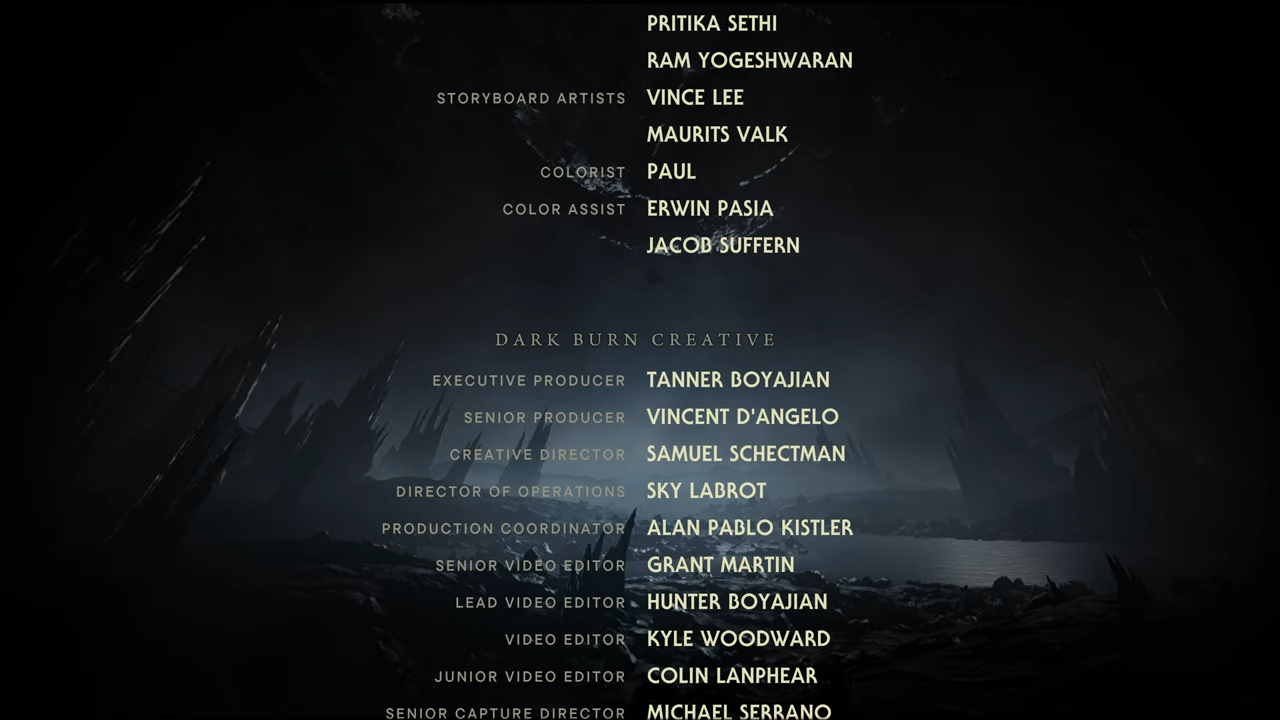 PRITIKA SETHI
RAM YOGESHWARAN
STORYBOARD ARTISTS VINCE LEE
MAURITS VALK
COLORIST PAUL
COLOR ASSIST ERWIN PASIA
JACOB SUFFERN
DARK BURN CREATIVE
EXECUTIVE PRODUCER TANNER BOYAJIAN
SENIOR PRODUCER VINCENT D'ANGELO
CREATIVE DIRECTOR SAMUEL SCHECTMAN
DIRECTOR OF OPERATIONS SKY LABROT
PRODUCTION COORDINATOR ALAN PABLO KISTLER
SENIOR VIDEO EDITOR GRANT MARTIN
LEAD VIDEO EDITOR HUNTER BOYAJIAN
VIDEO EDITOR KYLE WOODWARD
JUNIOR VIDEO EDITOR COLIN LANPHEAR
SENIOR CAPTURE DIRECTOR MICHAEL SERRANO